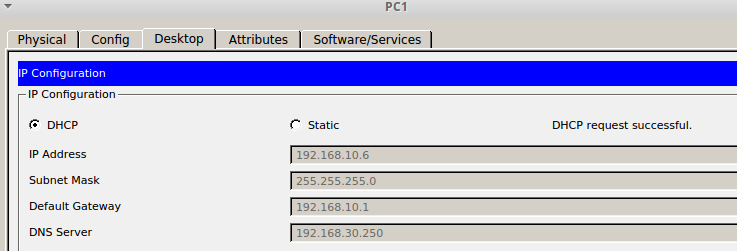 PC1
Physical Config Desktop Attributes Software/Services
IP Configuration
IP Configuration
DHCP Static DHCP request successful.
IP Address 192.168.10.6
Subnet Mask 255.255.255.0
Default Gateway 192.168.10.1
DNS Server 192.168.30.250